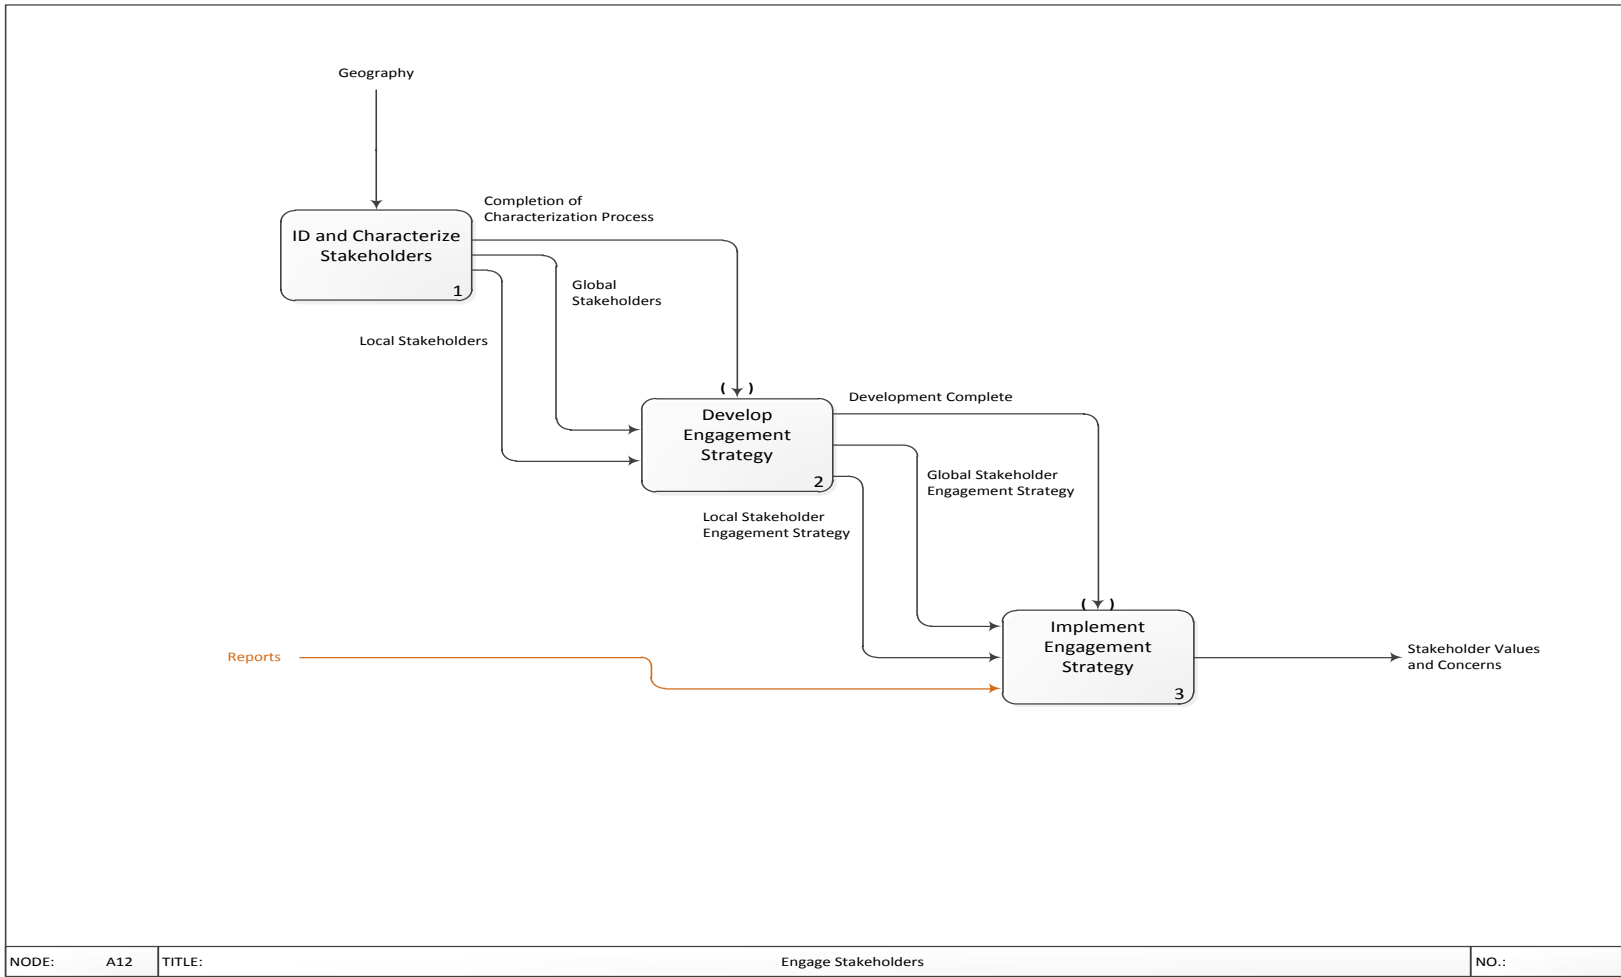 Geography
Completion of
Characterization Process
ID and Characterize
Stakeholders
1
Global
Stakeholders
Local Stakeholders
( )
Development Complete
Develop
Engagement
Strategy
2
Global Stakeholder
Engagement Strategy
Local Stakeholder
Engagement Strategy
( )
Implement
Engagement
Strategy
3
Reports
Stakeholder Values
and Concerns
NODE: A12 TITLE: Engage Stakeholders NO.: